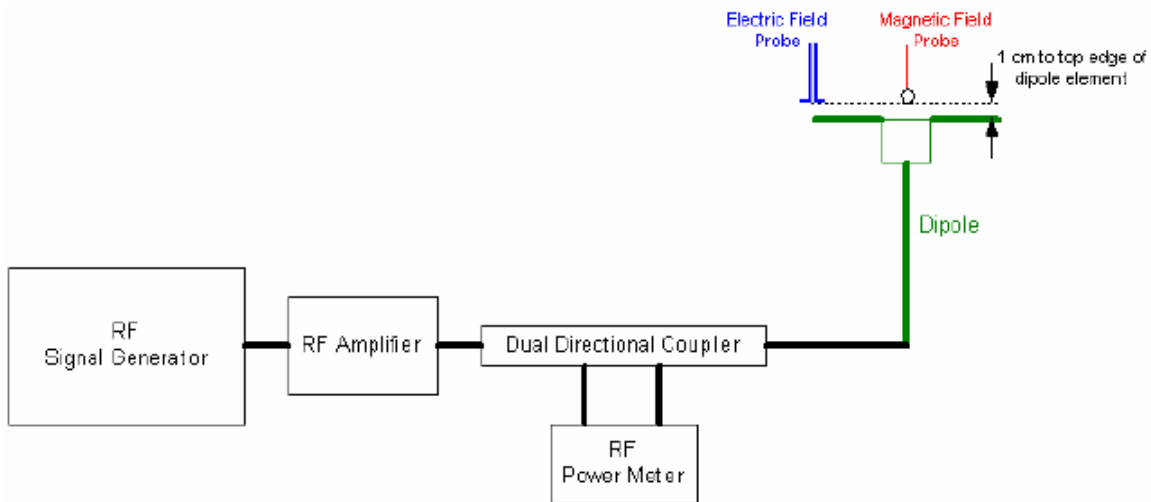 Electric Field
Probe
Magnetic Field
Probe
1 cm to top edge of
dipole element
Dipole
RF
Signal Generator
RF Amplifier
Dual Directional Coupler
RF
Power Meter